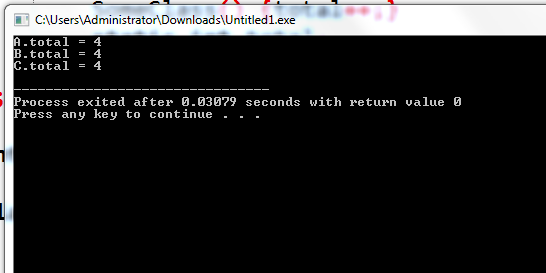 C:\Users\Administrator\Downloads\Untitled1.exe
A.total = 4
B.total = 4
C.total = 4
--------------------------------
Process exited after 0.03079 seconds with return value 0
Press any key to continue . . .